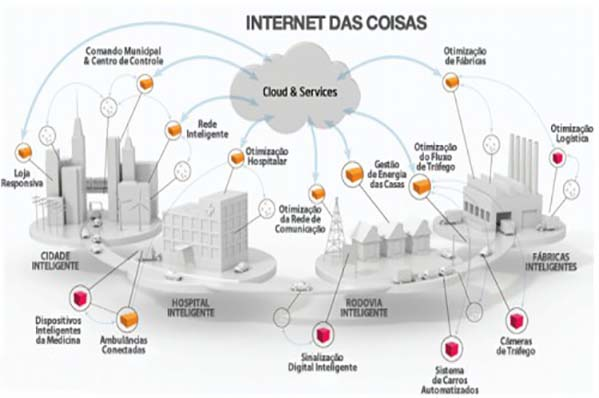 INTERNET DAS COISAS
Comando Municipal
& Centro de Controle
Cloud & Services
Otimização
de Fábricas
Rede
Inteligente
Otimização
Hospitalar
Loja
Responsiva
Gestão
de Energia
das Casas
Otimização
do Fluxo
de Tráfego
Otimização
Logística
Otimização
da Rede de
Comunicação
CIDADE
INTELIGENTE
HOSPITAL
INTELIGENTE
RODOVIA
INTELIGENTE
FÁBRICAS
INTELIGENTES
Dispositivos
Inteligentes
da Medicina
Ambulâncias
Conectadas
Sinalização
Digital Inteligente
Sistema
de Carros
Automatizados
Câmeras
de Tráfego